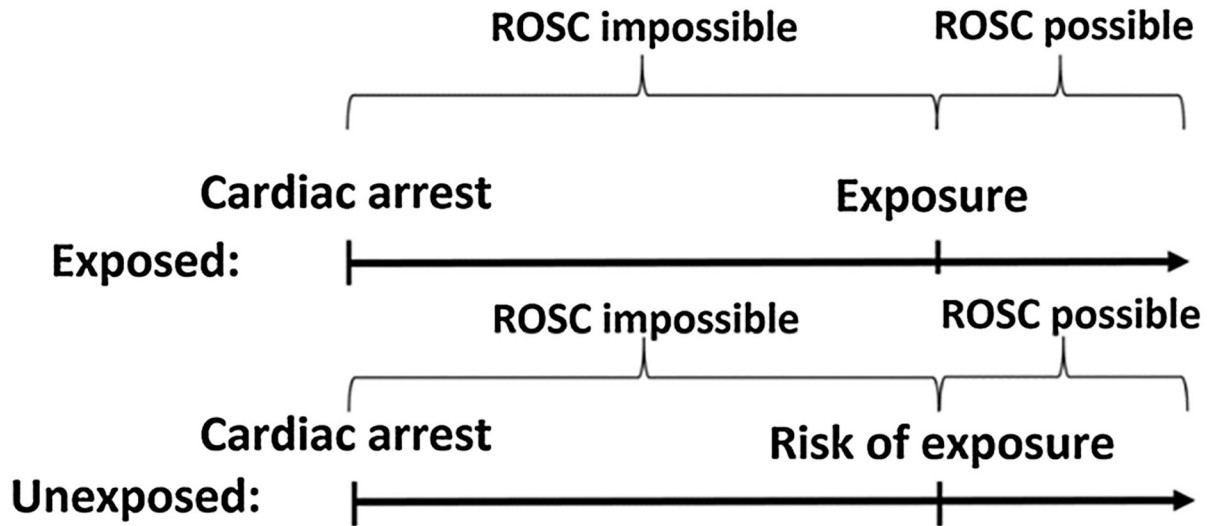 ROSC impossible ROSC possible
Cardiac arrest Exposure
Exposed:
ROSC impossible ROSC possible
Cardiac arrest Risk of exposure
Unexposed: